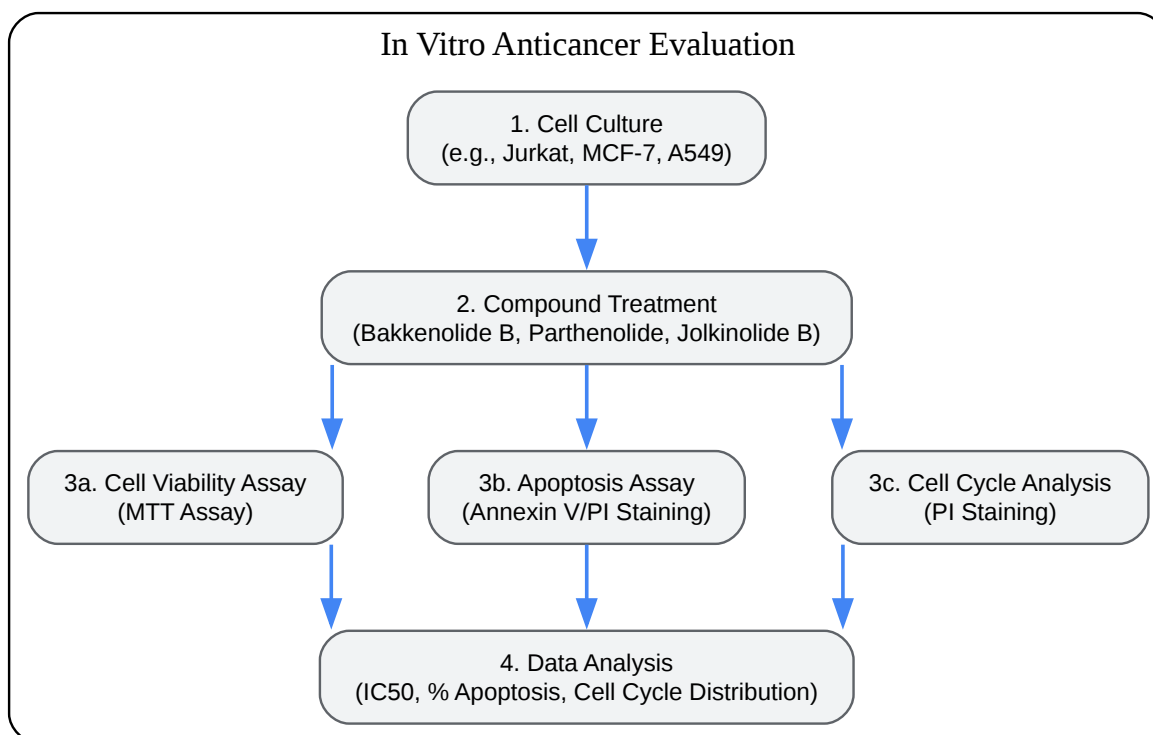 In Vitro Anticancer Evaluation
1. Cell Culture
(e.g., Jurkat, MCF-7, A549)
2. Compound Treatment
(Bakkenolide B, Parthenolide, Jolkinolide B)
3a. Cell Viability Assay
(MTT Assay)
3b. Apoptosis Assay
(Annexin V/PI Staining)
3c. Cell Cycle Analysis
(PI Staining)
4. Data Analysis
(IC50, % Apoptosis, Cell Cycle Distribution)